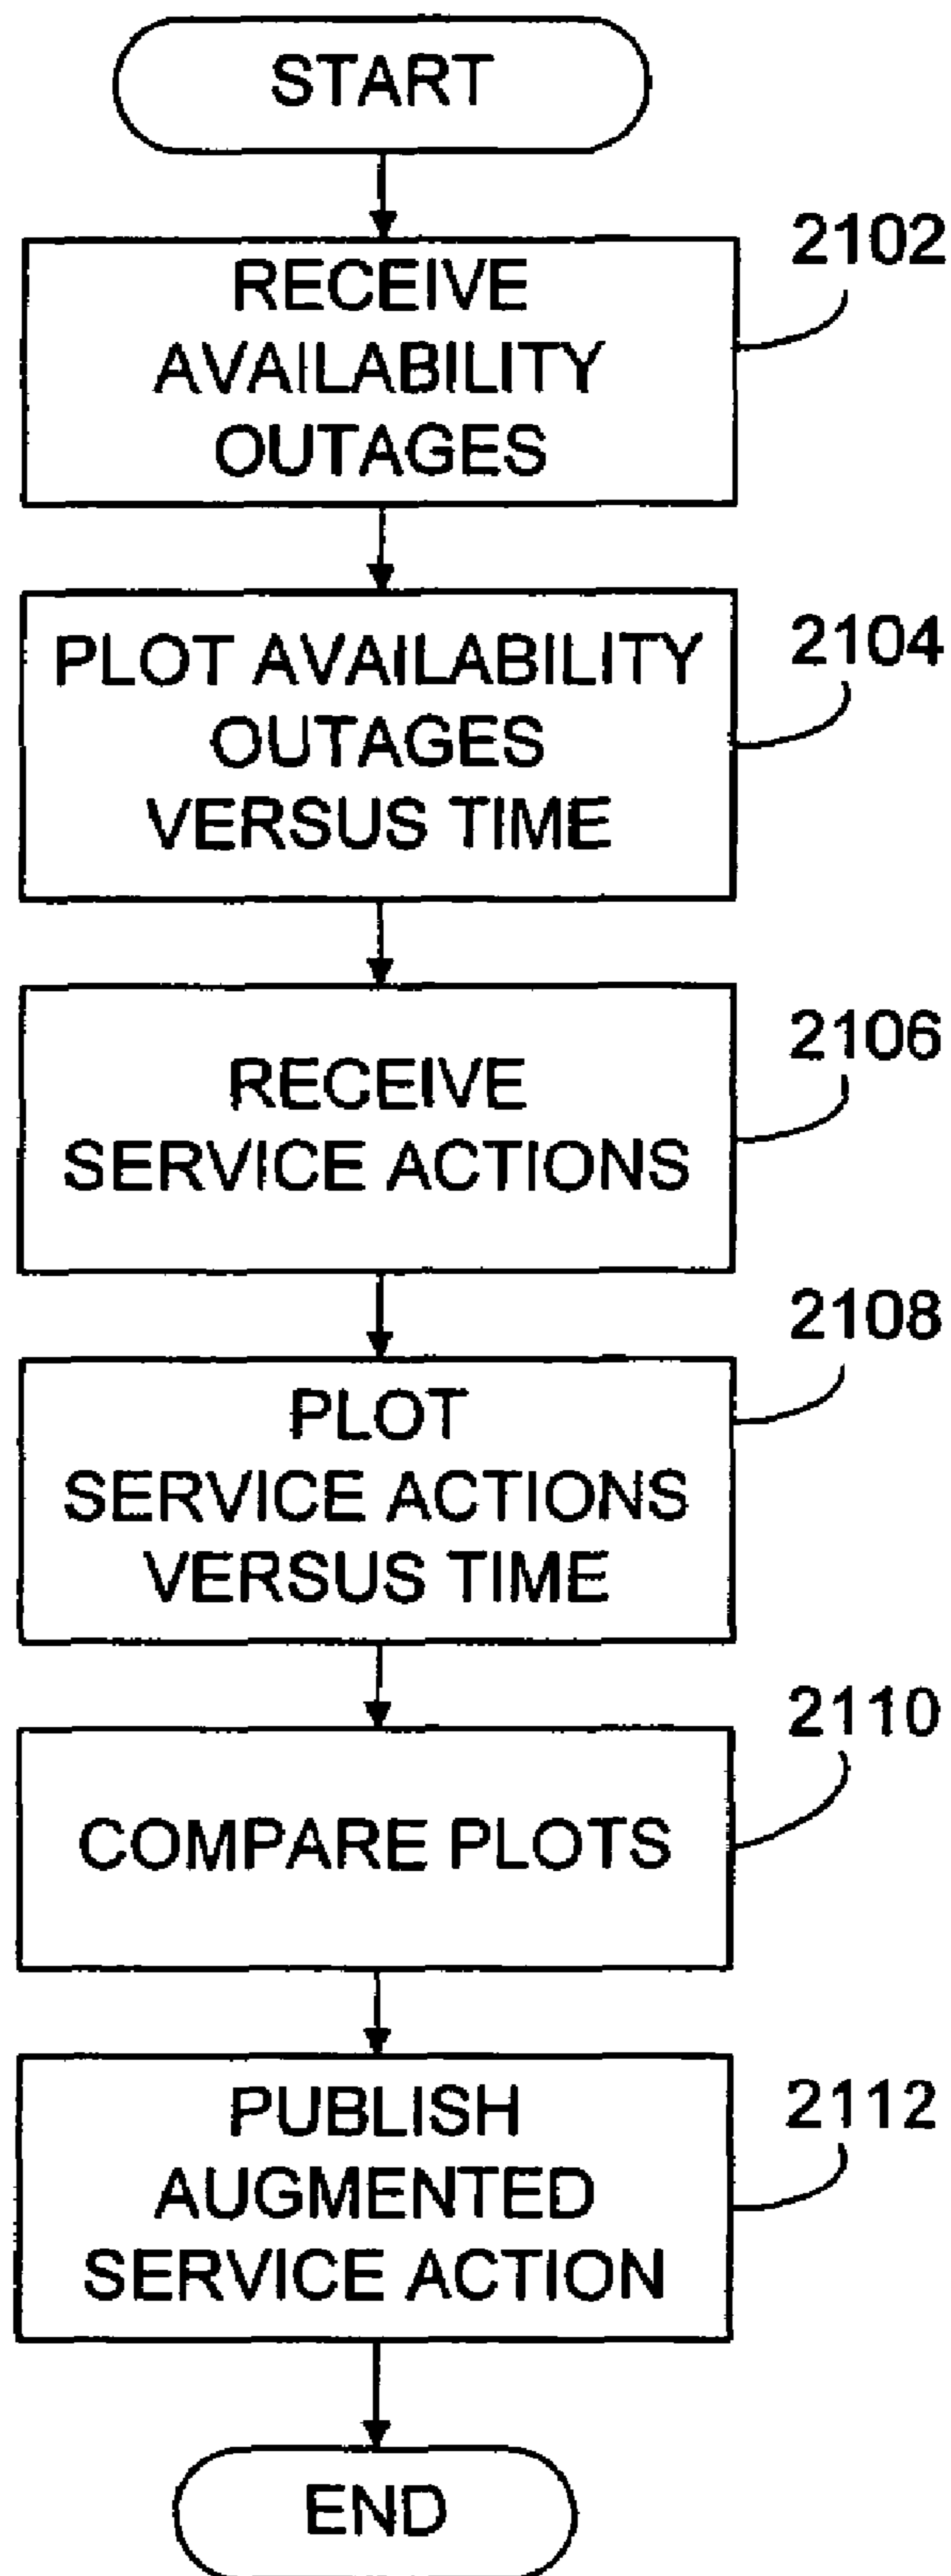 START
2102
RECEIVE
AVAILABILITY
OUTAGES
2104
PLOT AVAILABILITY
OUTAGES
VERSUS TIME
2106
RECEIVE
SERVICE ACTIONS
2108
PLOT
SERVICE ACTIONS
VERSUS TIME
2110
COMPARE PLOTS
2112
PUBLISH
AUGMENTED
SERVICE ACTION
END